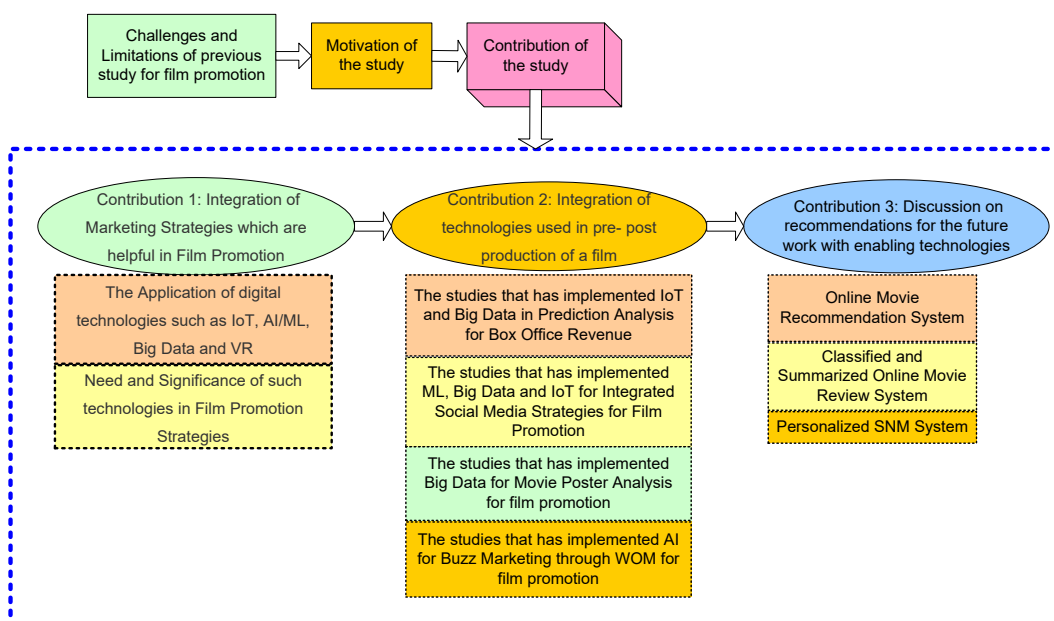 Challenges and
Limitations of previous
study for film promotion
Motivation of
the study
Contribution of
the study
Contribution 1: Integration of
Marketing Strategies which are
helpful in Film Promotion
The Application of digital
technologies such as IoT, AI/ML,
Big Data and VR
Need and Significance of such
technologies in Film Promotion
Strategies
Contribution 2: Integration of
technologies used in pre- post
production of a film
The studies that has implemented IoT
and Big Data in Prediction Analysis
for Box Office Revenue
The studies that has implemented
ML, Big Data and IoT for Integrated
Social Media Strategies for Film
Promotion
The studies that has implemented
Big Data for Movie Poster Analysis
for film promotion
The studies that has implemented AI
for Buzz Marketing through WOM for
film promotion
Contribution 3: Discussion on
recommendations for the future
work with enabling technologies
Online Movie
Recommendation System
Classified and
Summarized Online Movie
Review System
Personalized SNM System